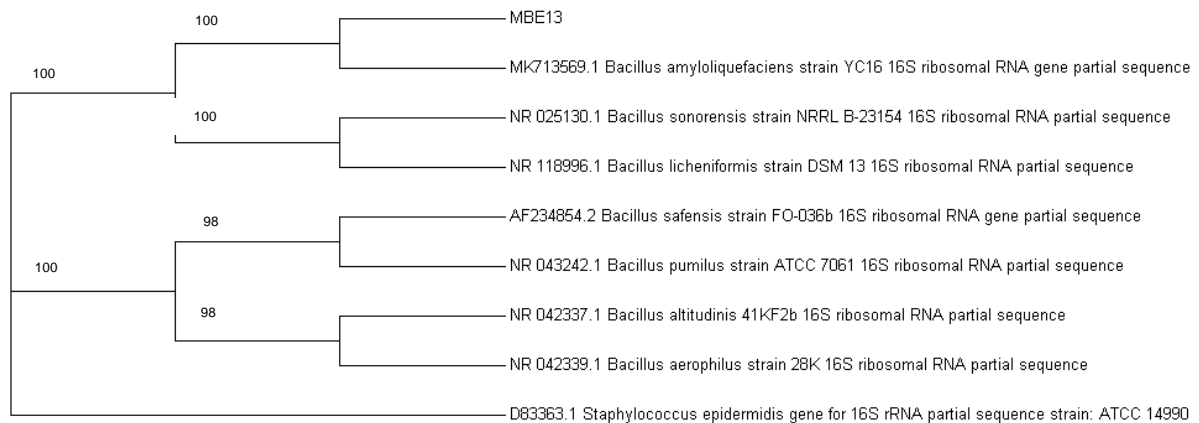 100
MBE13
100
MK713569.1 Bacillus amyloliquefaciens strain YC16 16S ribosomal RNA gene partial sequence
100
NR 025130.1 Bacillus sonorensis strain NRRL B-23154 16S ribosomal RNA partial sequence
NR 118996.1 Bacillus licheniformis strain DSM 13 16S ribosomal RNA partial sequence
98
AF234854.2 Bacillus safensis strain FO-036b 16S ribosomal RNA gene partial sequence
100
NR 043242.1 Bacillus pumilus strain ATCC 7061 16S ribosomal RNA partial sequence
98
NR 042337.1 Bacillus altitudinis 41KF2b 16S ribosomal RNA partial sequence
NR 042339.1 Bacillus aerophilus strain 28K 16S ribosomal RNA partial sequence
D83363.1 Staphylococcus epidermidis gene for 16S rRNA partial sequence strain: ATCC 14990